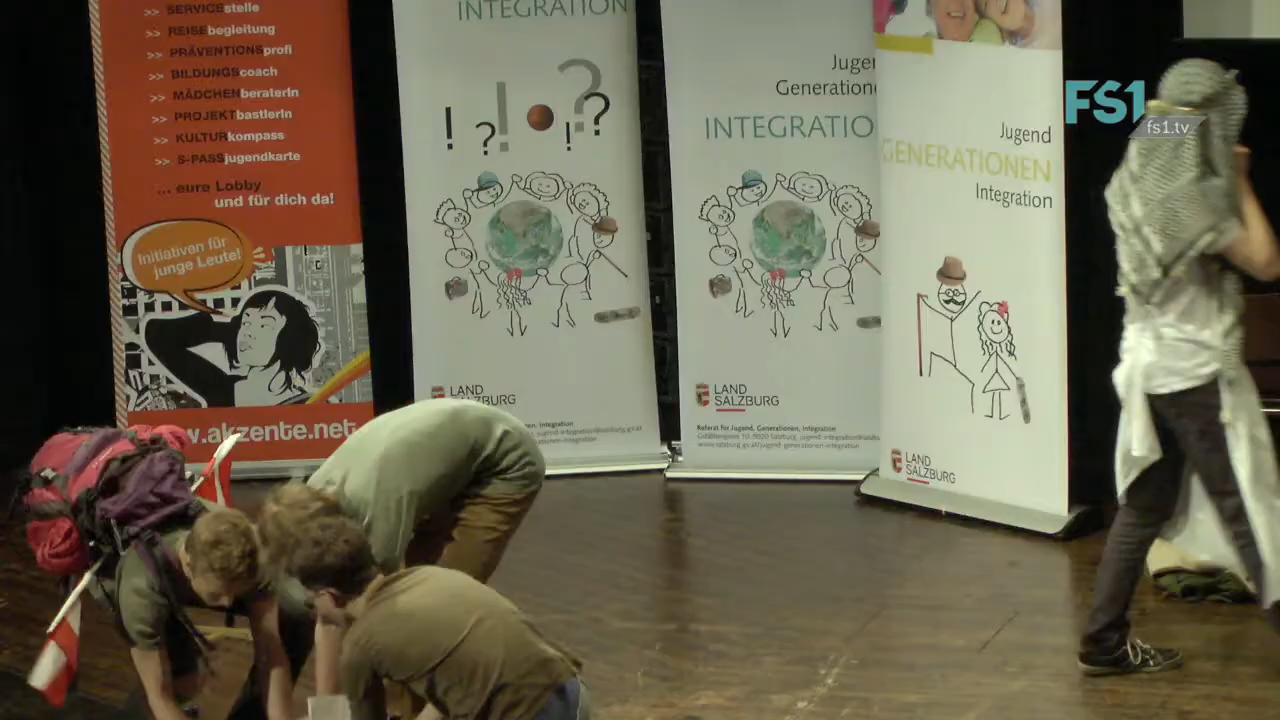 >> SERVICEstelle
>> REISEbegleitung
>> PRÄVENTIONSprofi
>> BILDUNGScoach
>> MÄDCHENberaterIn
>> PROJEKTbastlerIn
>> KULTURkompass
>> S-PASSjugendkarte
... eure Lobby
und für dich da!
Initiativen für
junge Leute!
w.akzente.net
INTEGRATION
! ? ! ! ? ?
LAND
SALZBURG
Jugen
Generatione
INTEGRATIO
LAND
SALZBURG
Referat für Jugend, Generationen, Integration
Jugend
GENERATIONEN
Integration
LAND
SALZBURG
FS1
fs1.tv